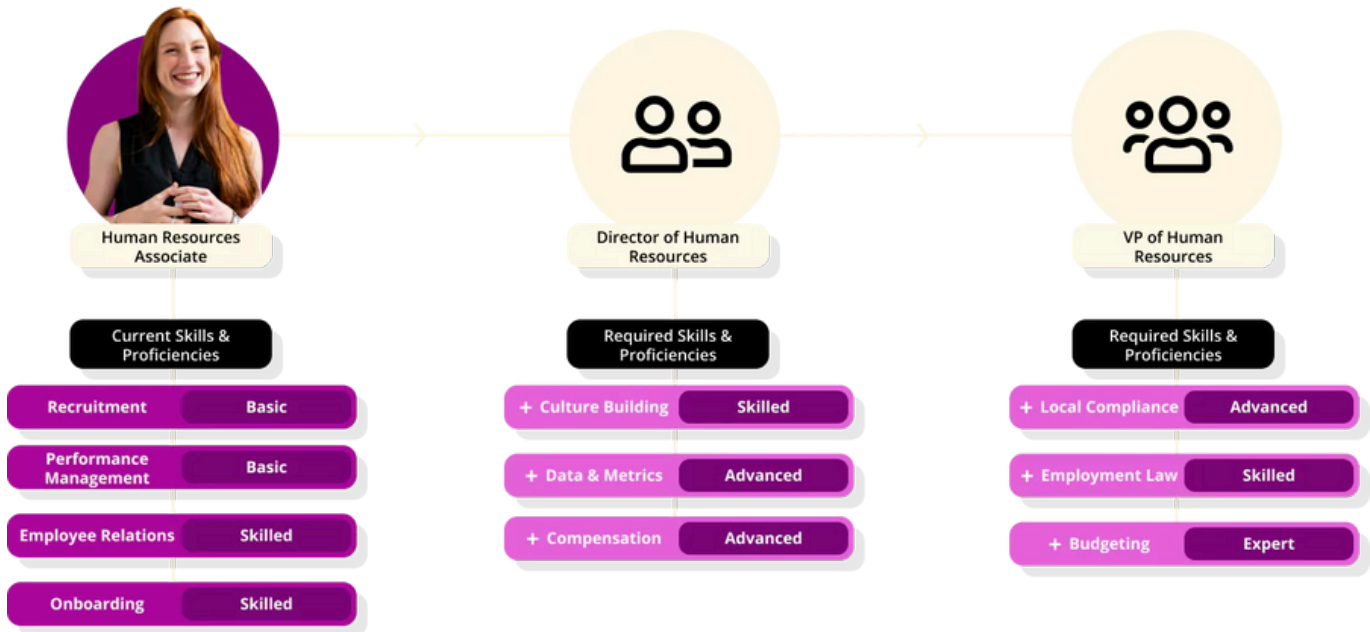 Human Resources
Associate
Director of Human
Resources
VP of Human
Resources
Current Skills &
Proficiencies
Required Skills &
Proficiencies
Required Skills &
Proficiencies
Recruitment Basic
Performance
Management
Basic
Employee Relations Skilled
Onboarding Skilled
+ Culture Building Skilled
+ Data & Metrics Advanced
+ Compensation Advanced
+ Local Compliance Advanced
+ Employment Law Skilled
+ Budgeting Expert